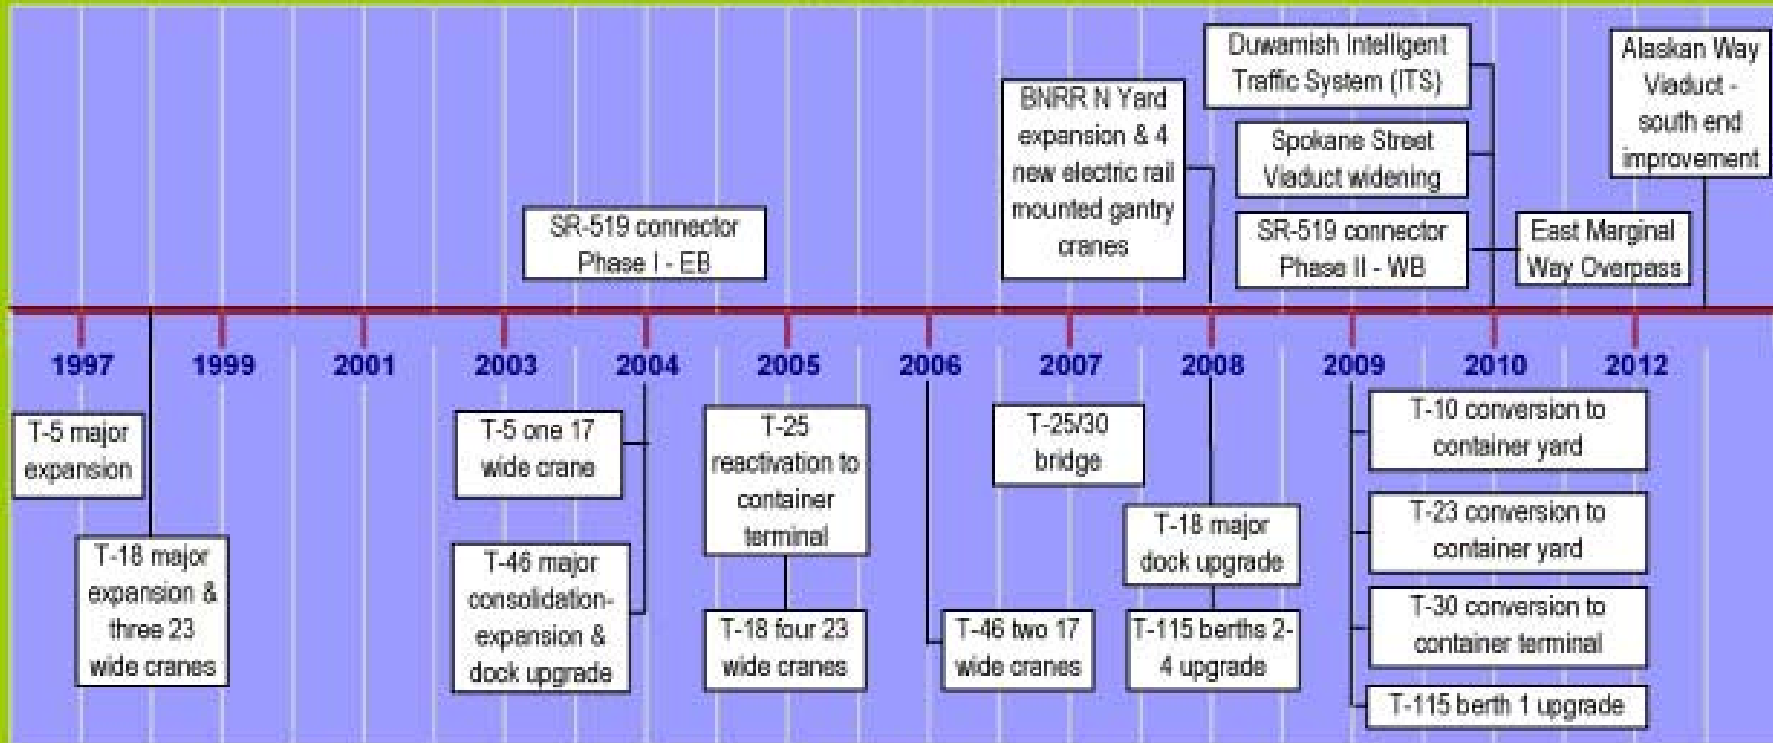 Duwamish Intelligent
Traffic System (ITS)
Alaskan Way
Viaduct -
south end
improvement
BNRR N Yard
expansion & 4
new electric rail
mounted gantry
cranes
Spokane Street
Viaduct widening
SR-519 connector
Phase I - EB
SR-519 connector
Phase II - WB
East Marginal
Way Overpass
1997 1999 2001 2003 2004 2005 2006 2007 2008 2009 2010 2012
T-5 major
expansion
T-18 major
expansion &
three 23
wide cranes
T-5 one 17
wide crane
T-46 major
consolidation-
expansion &
dock upgrade
T-25
reactivation to
container
terminal
T-18 four 23
wide cranes
T-46 two 17
wide cranes
T-25/30
bridge
T-18 major
dock upgrade
T-115 berths 2-
4 upgrade
T-10 conversion to
container yard
T-23 conversion to
container yard
T-30 conversion to
container terminal
T-115 berth 1 upgrade